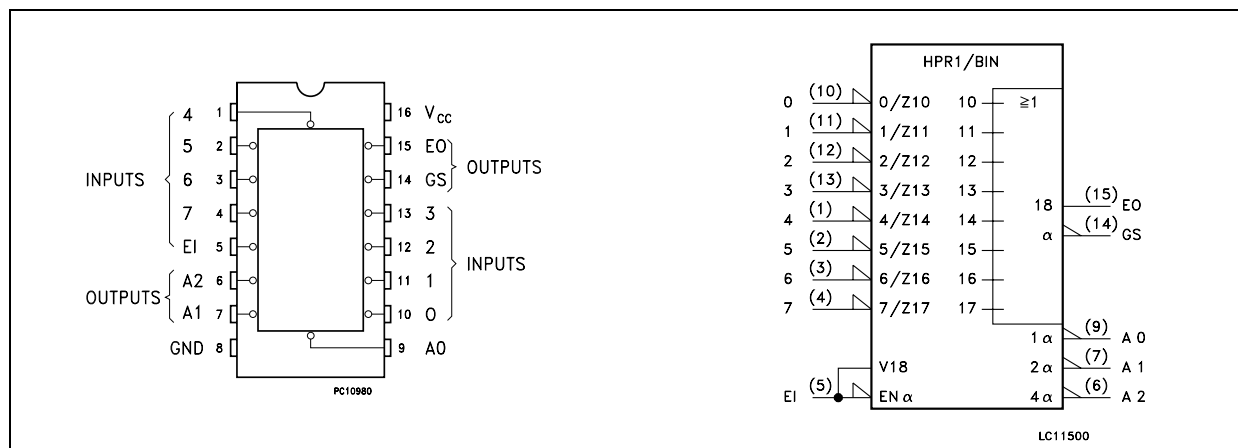 4 1 16 VCC
5 2 15 EO
OUTPUTS
6 3 14 GS
INPUTS
7 4 13 3
EI 5 12 2
INPUTS
A2 6 11 1
OUTPUTS
A1 7 10 0
GND 8 9 A0
PC10980
HPR1/BIN
0 (10) 0/Z10 10 ≧1
1 (11) 1/Z11 11
2 (12) 2/Z12 12
3 (13) 3/Z13 13
18 (15) EO
4 (1) 4/Z14 14
α (14) GS
5 (2) 5/Z15 15
6 (3) 6/Z16 16
7 (4) 7/Z17 17
1 α (9) A 0
V18 2 α (7) A 1
EI (5) EN α 4 α (6) A 2
LC11500